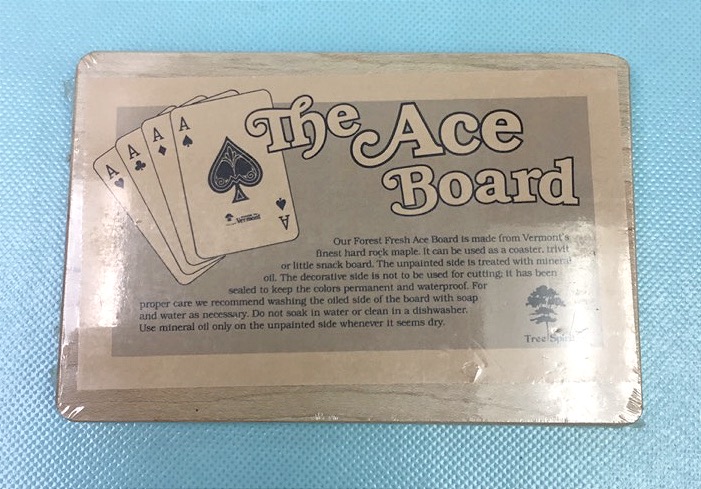 The Ace
Board
A
A
A
A
A
Vermont
Our Forest Fresh Ace Board is made from Vermont's
finest hard rock maple. It can be used as a coaster, trivit
or little snack board. The unpainted side is treated with mineral
oil. The decorative side is not to be used for cutting; it has been
sealed to keep the colors permanent and waterproof. For
proper care we recommend washing the oiled side of the board with soap
and water as necessary. Do not soak in water or clean in a dishwasher.
Use mineral oil only on the unpainted side whenever it seems dry.
Tree Spirit